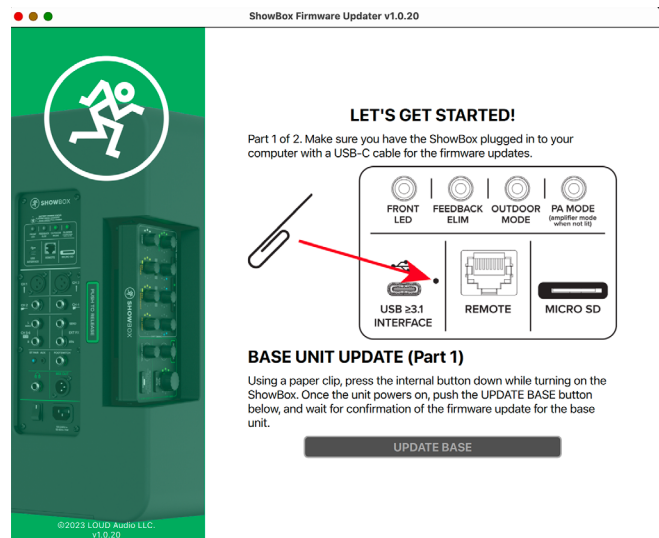 ShowBox Firmware Updater v1.0.20
LET'S GET STARTED!
Part 1 of 2. Make sure you have the ShowBox plugged in to your
computer with a USB-C cable for the firmware updates.
FRONT LED
FEEDBACK ELIM
OUTDOOR MODE
PA MODE
(amplifier mode
when not lit)
USB ≥3.1
INTERFACE
REMOTE
MICRO SD
BASE UNIT UPDATE (Part 1)
Using a paper clip, press the internal button down while turning on the
ShowBox. Once the unit powers on, push the UPDATE BASE button
below, and wait for confirmation of the firmware update for the base
unit.
UPDATE BASE
SHOWBOX
PUSH TO RELEASE
SHOWBOX
©2023 LOUD Audio LLC.
v1.0.20